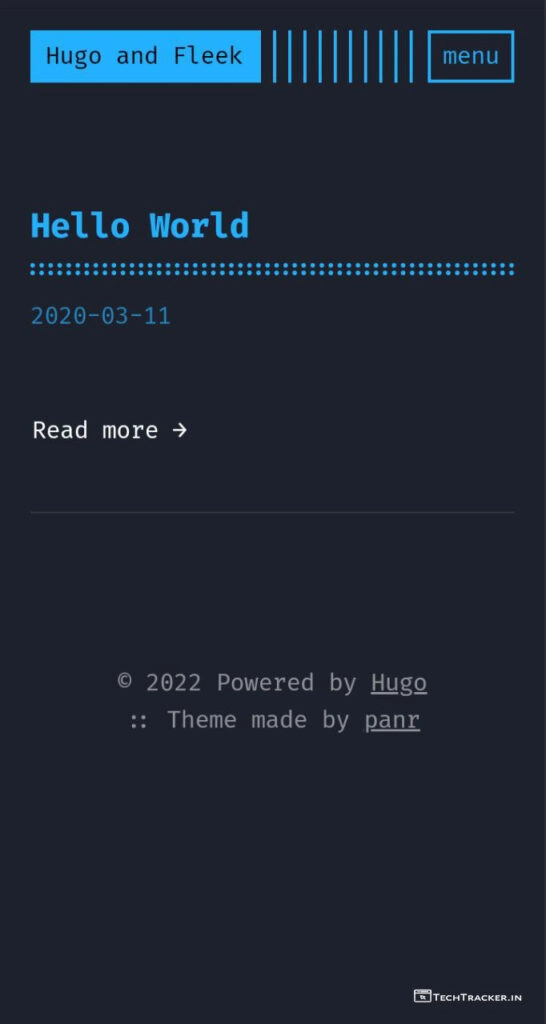 Hugo and Fleek
menu
Hello World
2020-03-11
Read more →
© 2022 Powered by Hugo
:: Theme made by panr
TechTracker.in